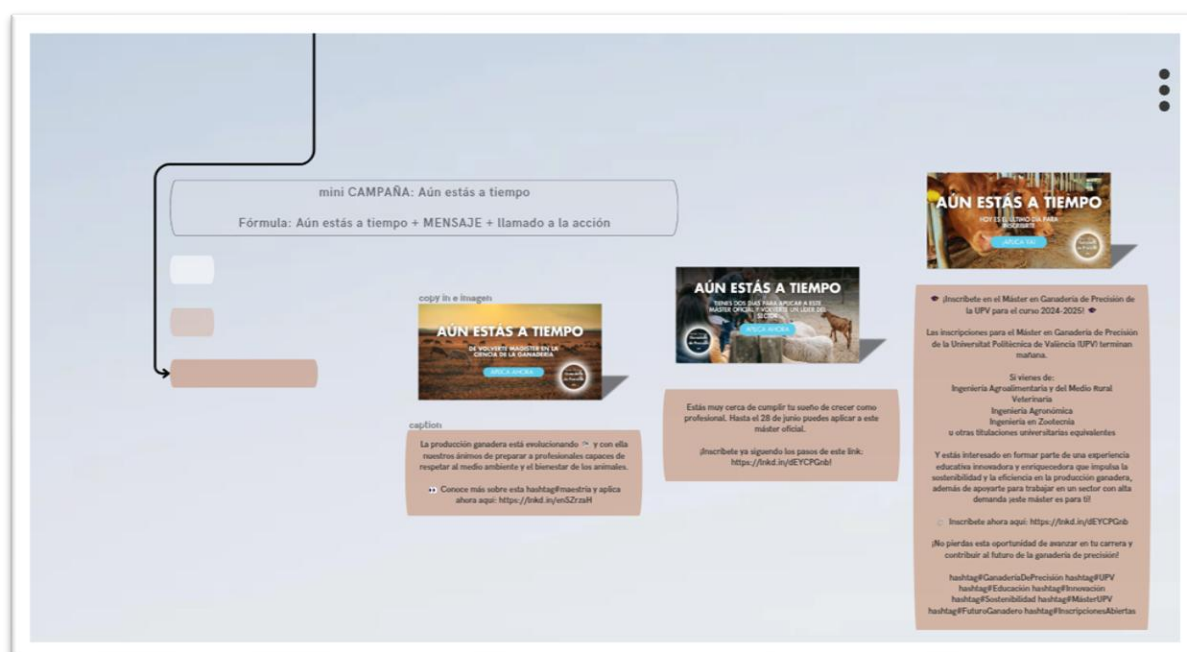 mini CAMPAÑA: Aún estás a tiempo
Fórmula: Aún estás a tiempo + MENSAJE + llamado a la acción
copy in e imagen
AÚN ESTÁS A TIEMPO
DE VOLVERTE MAGÍSTER EN LA
CIENCIA DE LA GANADERÍA
APLICA AHORA
caption
La producción ganadera está evolucionando y con ella
nuestros ánimos de preparar a profesionales capaces de
respetar al medio ambiente y el bienestar de los animales.
👀 Conoce más sobre esta hashtag#maestría y aplica
ahora aquí: https://lnkd.in/enSZrzaH
AÚN ESTÁS A TIEMPO
TIENES DOS DÍAS PARA APLICAR A ESTE
MÁSTER OFICIAL Y VOLVERTE UN LÍDER DEL
SECTOR
APLICA AHORA
Estás muy cerca de cumplir tu sueño de crecer como
profesional. Hasta el 28 de junio puedes aplicar a este
máster oficial.
¡Inscríbete ya siguendo los pasos de este link:
https://lnkd.in/dEYCPGnb!
AÚN ESTÁS A TIEMPO
HOY ES EL ÚLTIMO DÍA PARA
INSCRIBIRTE
¡APLICA YA!
🎓 ¡Inscríbete en el Máster en Ganadería de Precisión de
la UPV para el curso 2024-2025! 🎓
Las inscripciones para el Máster en Ganadería de Precisión
de la Universitat Politècnica de València (UPV) terminan
mañana.
Si vienes de:
Ingeniería Agroalimentaria y del Medio Rural
Veterinaria
Ingeniería Agronómica
Ingeniería en Zootecnia
u otras titulaciones universitarias equivalentes
Y estás interesado en formar parte de una experiencia
educativa innovadora y enriquecedora que impulsa la
sostenibilidad y la eficiencia en la producción ganadera,
además de apoyarte para trabajar en un sector con alta
demanda ¡este máster es para ti!
Inscríbete ahora aquí: https://lnkd.in/dEYCPGnb
¡No pierdas esta oportunidad de avanzar en tu carrera y
contribuir al futuro de la ganadería de precisión!
hashtag#GanaderíaDePrecisión hashtag#UPV
hashtag#Educación hashtag#Innovación
hashtag#Sostenibilidad hashtag#MásterUPV
hashtag#FuturoGanadero hashtag#InscripcionesAbiertas